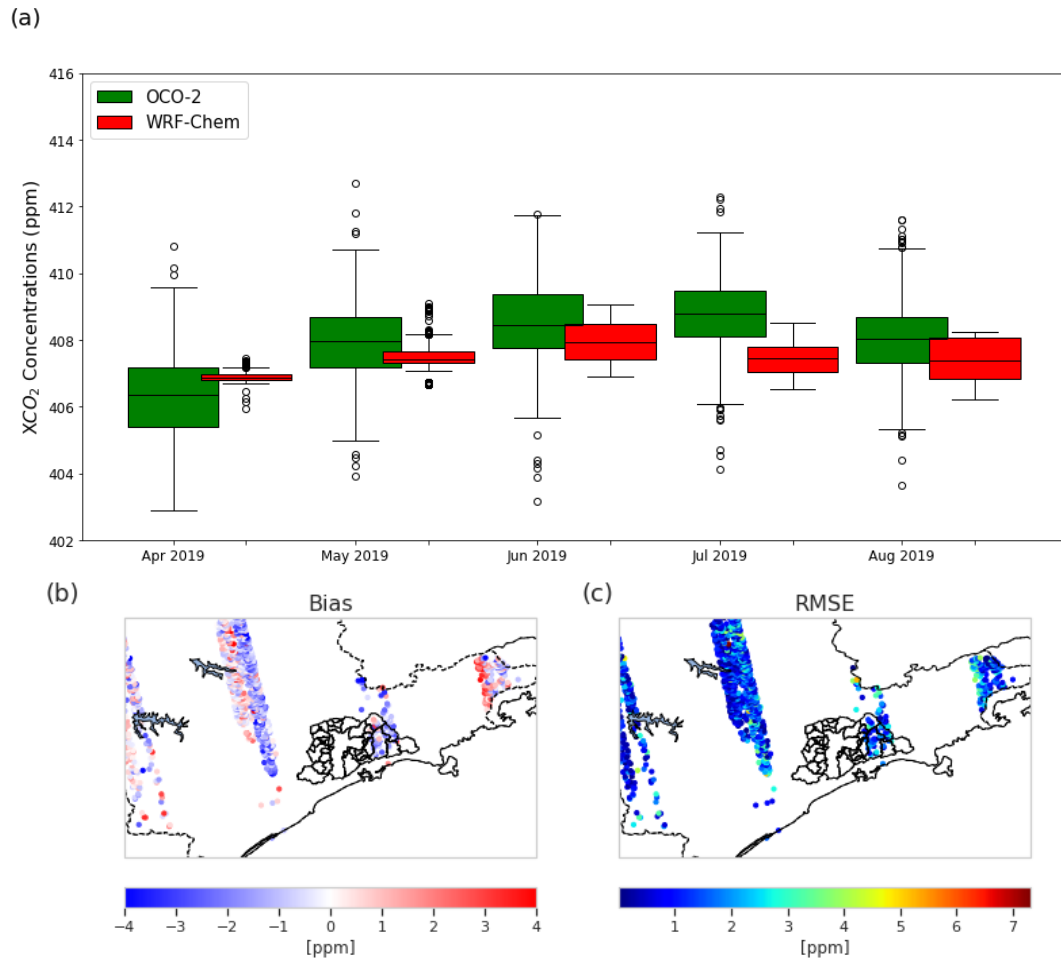 (a)
416
414
412
410
408
406
404
402
XCO₂ Concentrations (ppm)
OCO-2
WRF-Chem
Apr 2019 May 2019 Jun 2019 Jul 2019 Aug 2019
(b) Bias
(c) RMSE
−4 −3 −2 −1 0 1 2 3 4
[ppm]
1 2 3 4 5 6 7
[ppm]